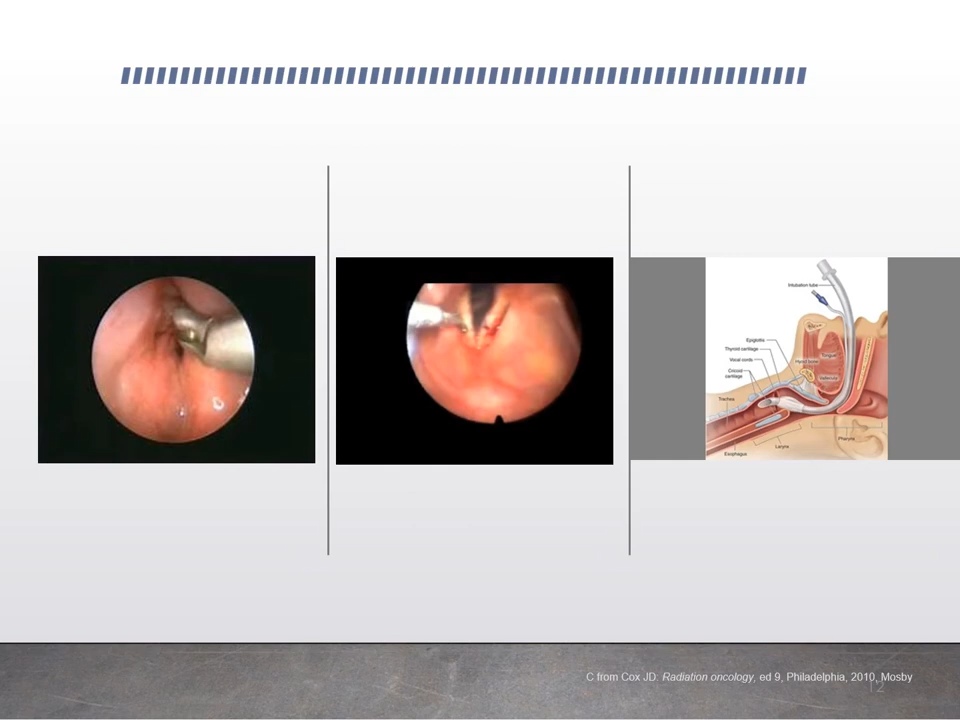 Intubation tube
Epiglottis
Thyroid cartilage
Vocal cords
Cricoid
cartilage
Trachea
Hyoid bone
Tongue
Larynx
Pharynx
Esophagus
C from Cox JD: Radiation oncology, ed 9, Philadelphia, 2010, Mosby
12